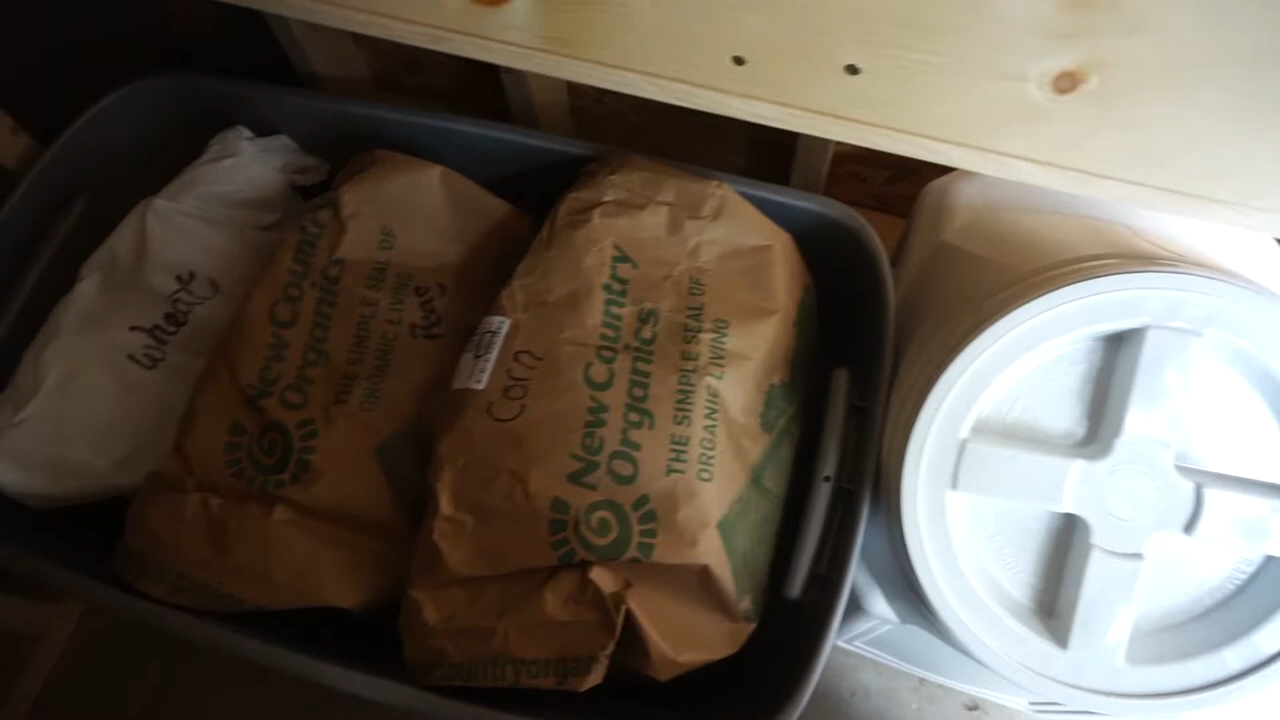 wheat
New Country
Organics
THE SIMPLE SEAL OF
ORGANIC LIVING
Corn
New Country
Organics
THE SIMPLE SEAL OF
ORGANIC LIVING